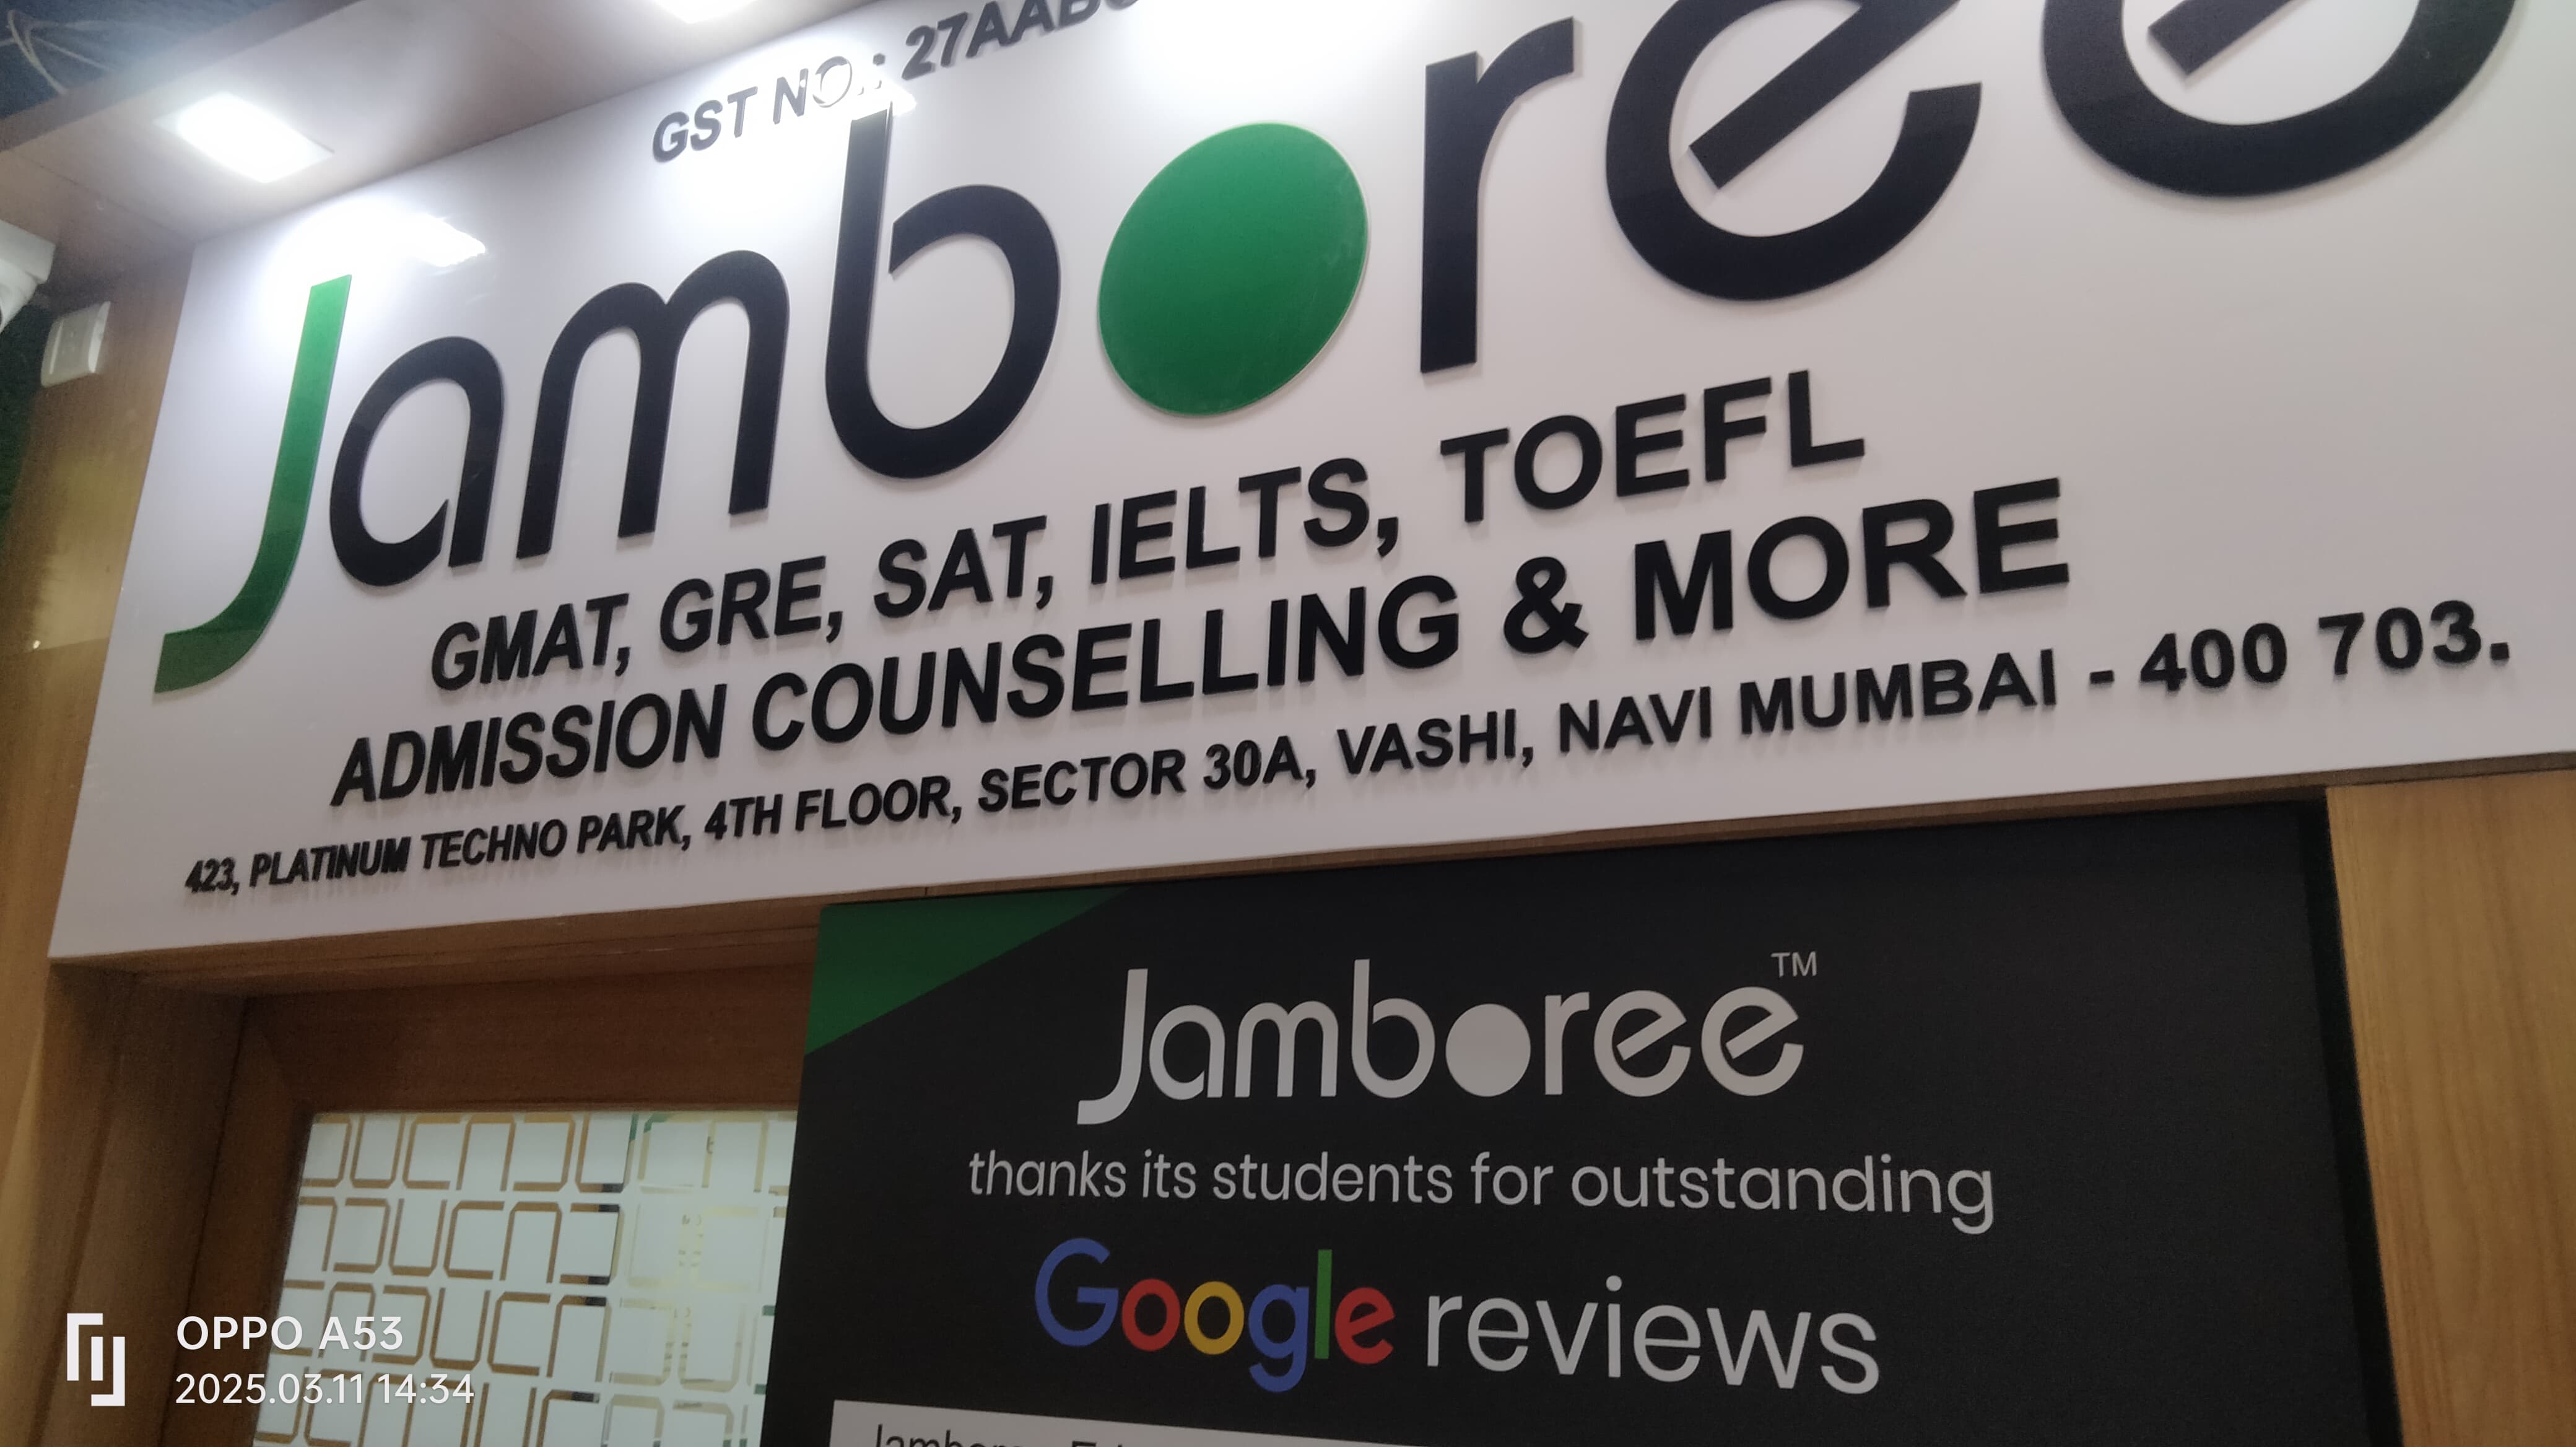 GST NO.: 27AAB
Jamboree
GMAT, GRE, SAT, IELTS, TOEFL
ADMISSION COUNSELLING & MORE
423, PLATINUM TECHNO PARK, 4TH FLOOR, SECTOR 30A, VASHI, NAVI MUMBAI - 400 703.
Jamboree™
thanks its students for outstanding
Google reviews
OPPO A53
2025.03.11 14:34